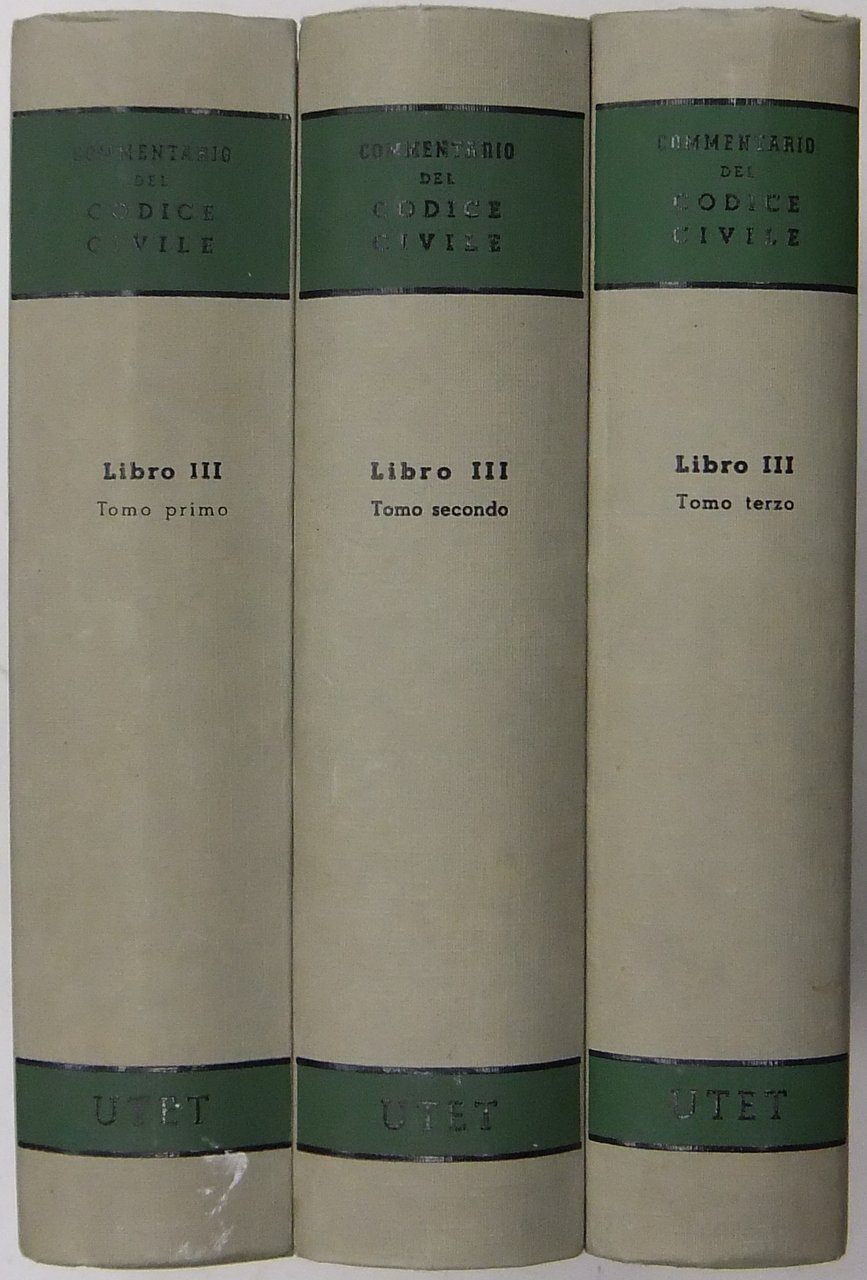 COMMENTARIO
DEL
CODICE
CIVILE
Libro III
Tomo primo
UTET
COMMENTARIO
DEL
CODICE
CIVILE
Libro III
Tomo secondo
UTET
COMMENTARIO
DEL
CODICE
CIVILE
Libro III
Tomo terzo
UTET